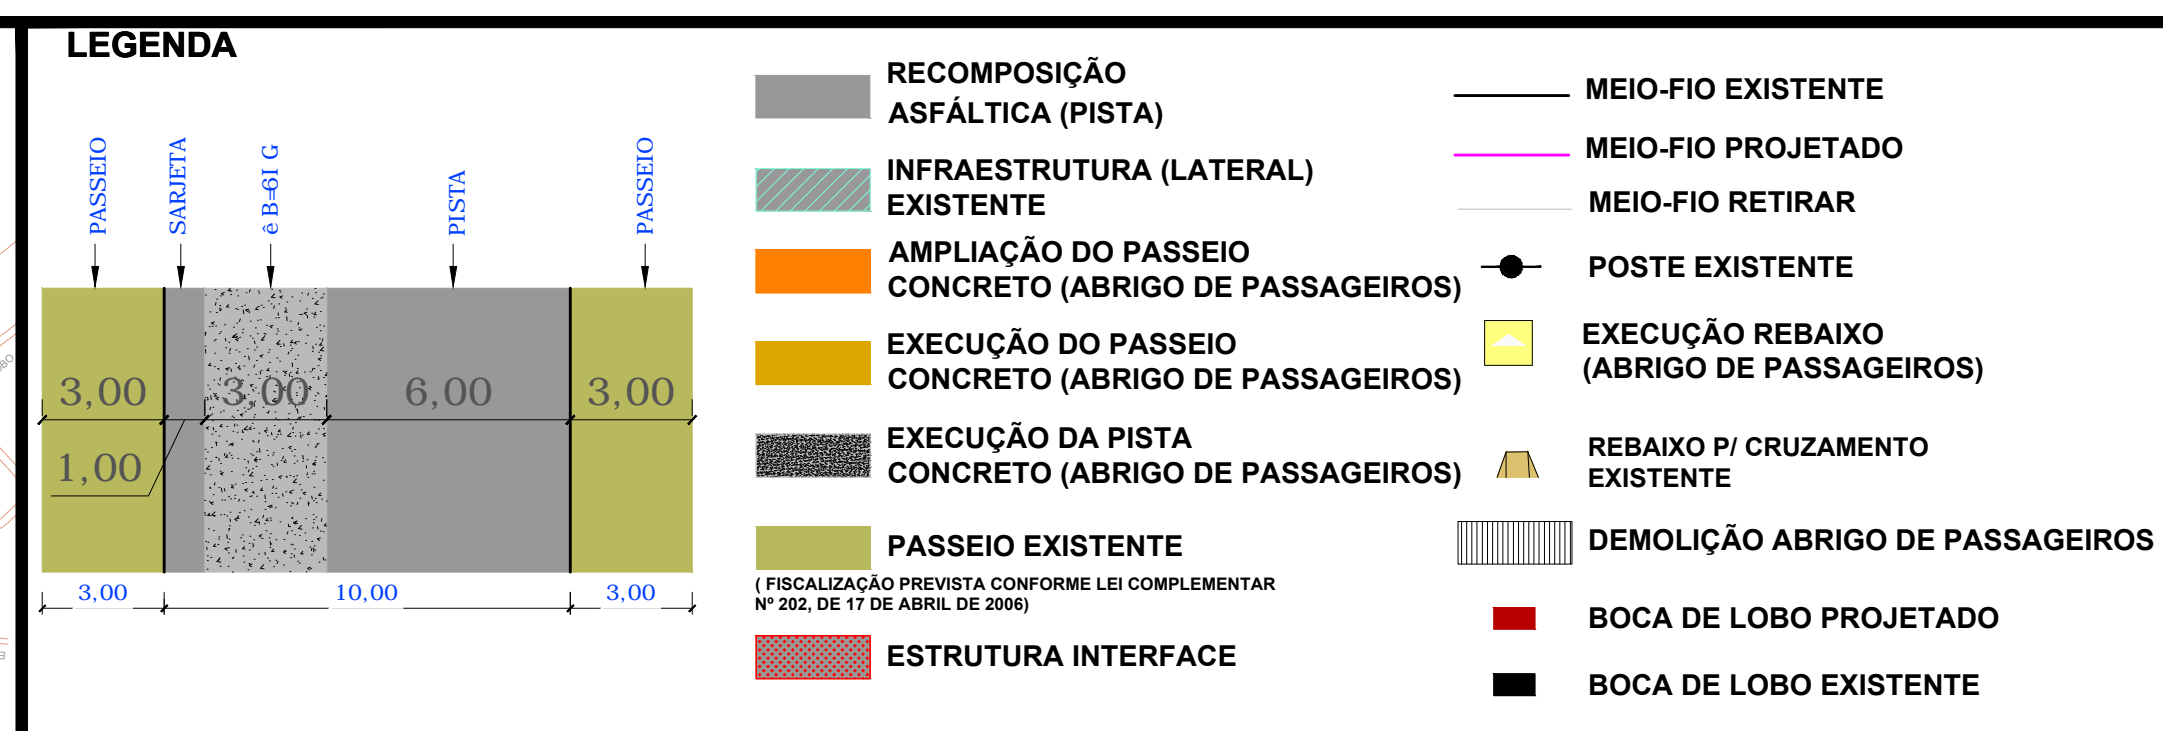 LEGENDA
PASSEIO
SARJETA
ê B=6I G
PISTA
PASSEIO
3,00
3,00
6,00
3,00
1,00
3,00
10,00
3,00
RECOMPOSIÇÃO
ASFÁLTICA (PISTA)
INFRAESTRUTURA (LATERAL)
EXISTENTE
AMPLIAÇÃO DO PASSEIO
CONCRETO (ABRIGO DE PASSAGEIROS)
EXECUÇÃO DO PASSEIO
CONCRETO (ABRIGO DE PASSAGEIROS)
EXECUÇÃO DA PISTA
CONCRETO (ABRIGO DE PASSAGEIROS)
PASSEIO EXISTENTE
( FISCALIZAÇÃO PREVISTA CONFORME LEI COMPLEMENTAR
Nº 202, DE 17 DE ABRIL DE 2006)
ESTRUTURA INTERFACE
MEIO-FIO EXISTENTE
MEIO-FIO PROJETADO
MEIO-FIO RETIRAR
POSTE EXISTENTE
EXECUÇÃO REBAIXO
(ABRIGO DE PASSAGEIROS)
REBAIXO P/ CRUZAMENTO
EXISTENTE
DEMOLIÇÃO ABRIGO DE PASSAGEIROS
BOCA DE LOBO PROJETADO
BOCA DE LOBO EXISTENTE